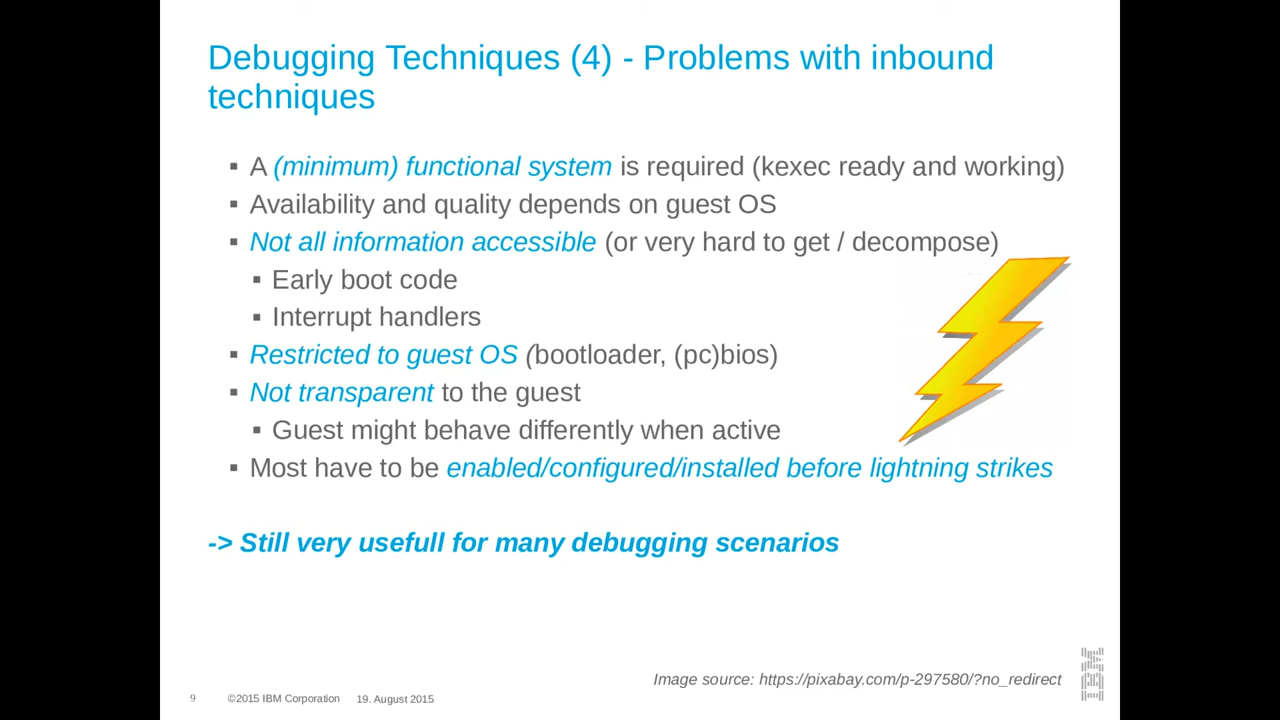 Debugging Techniques (4) - Problems with inbound
techniques
▪ A (minimum) functional system is required (kexec ready and working)
▪ Availability and quality depends on guest OS
▪ Not all information accessible (or very hard to get / decompose)
▪ Early boot code
▪ Interrupt handlers
▪ Restricted to guest OS (bootloader, (pc)bios)
▪ Not transparent to the guest
▪ Guest might behave differently when active
▪ Most have to be enabled/configured/installed before lightning strikes
-> Still very usefull for many debugging scenarios
Image source: https://pixabay.com/p-297580/?no_redirect
9 ©2015 IBM Corporation 19. August 2015
IBM